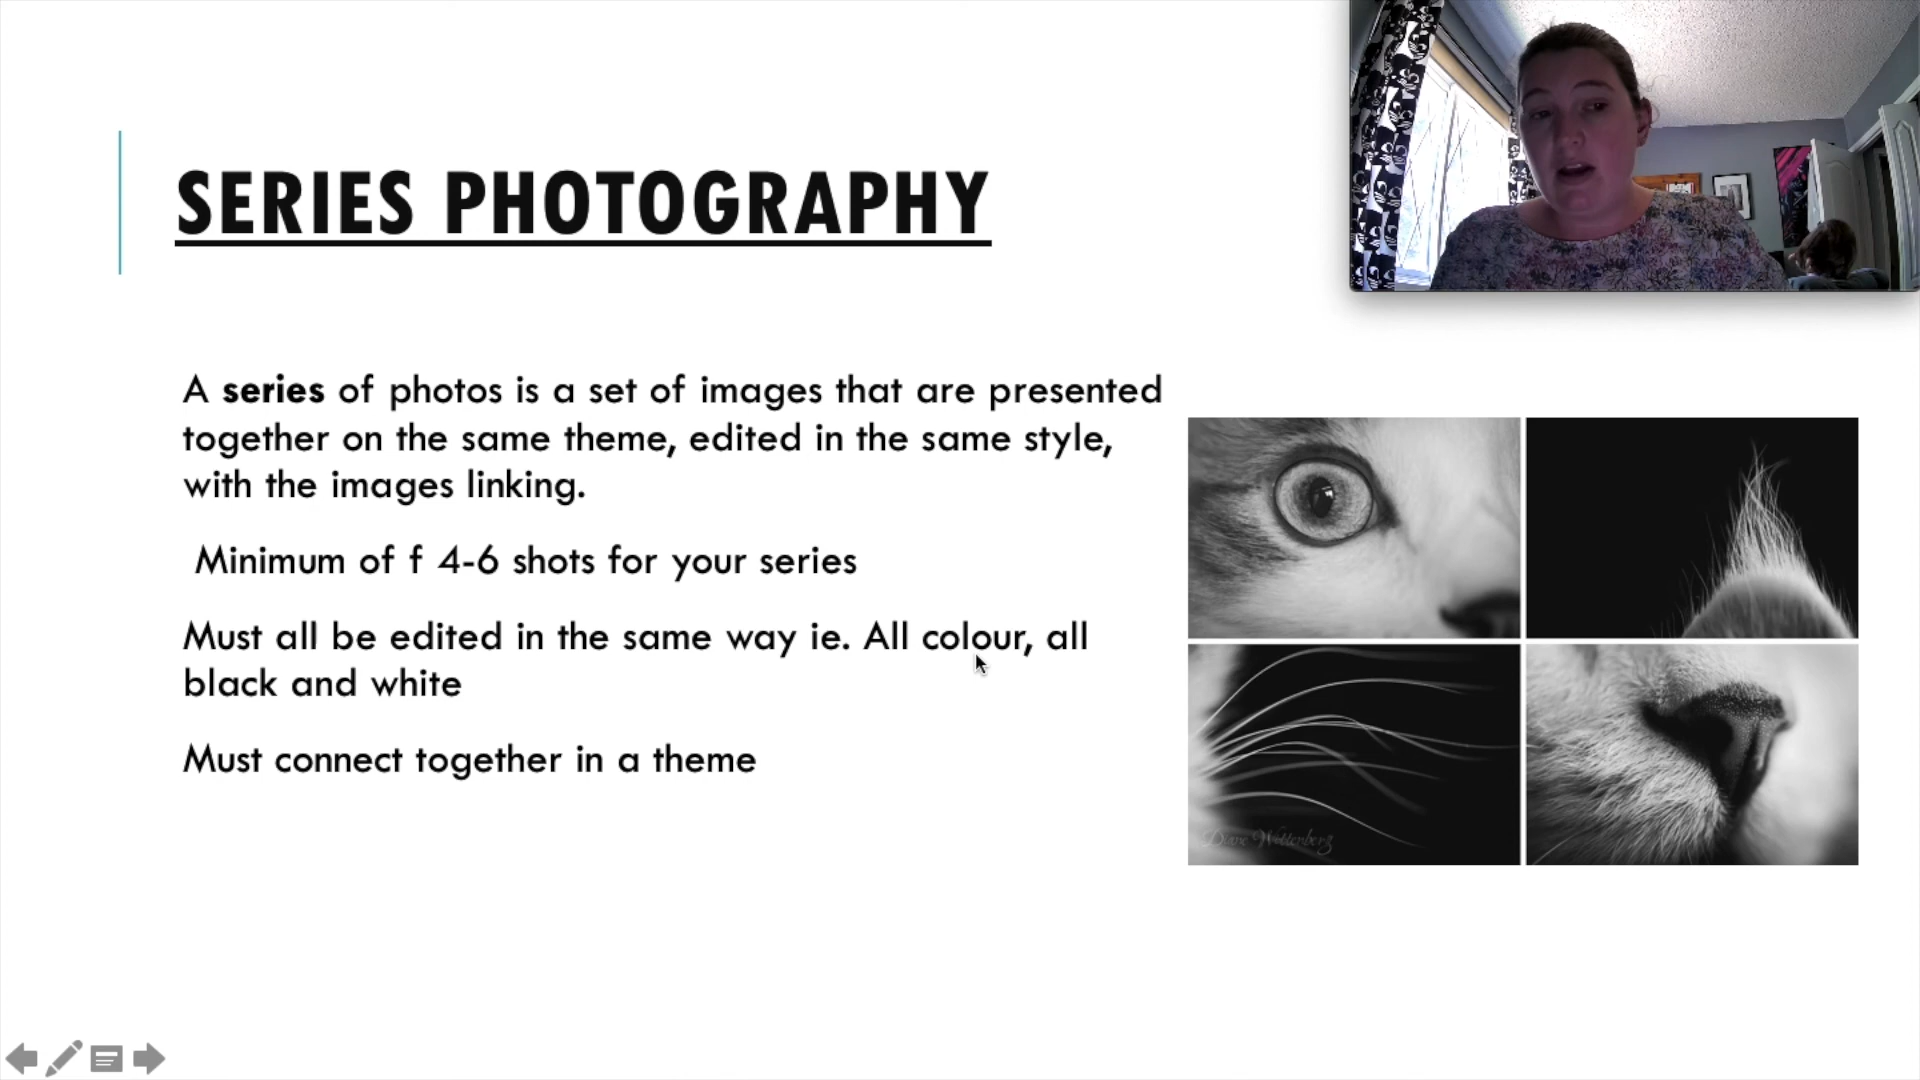 SERIES PHOTOGRAPHY
A series of photos is a set of images that are presented
together on the same theme, edited in the same style,
with the images linking.
Minimum of f 4-6 shots for your series
Must all be edited in the same way ie. All colour, all
black and white
Must connect together in a theme